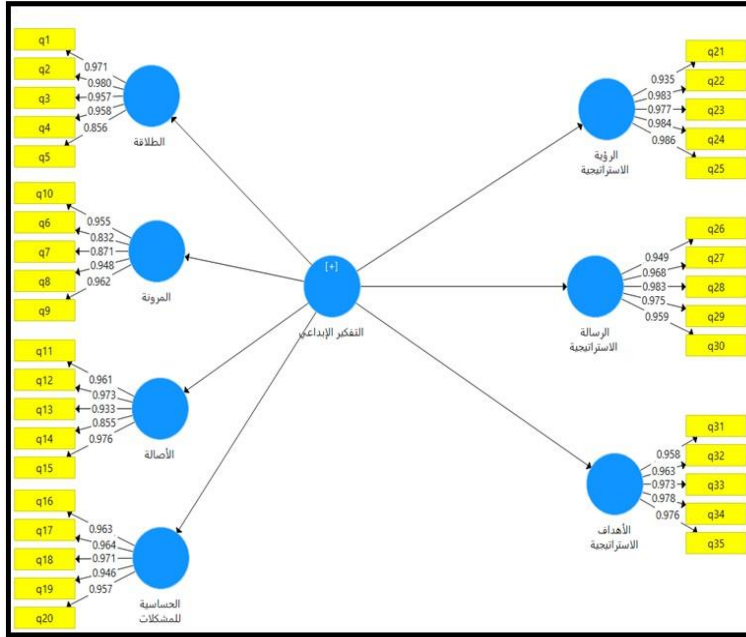 q1
q2
q3
q4
q5
0.971
0.980
0.957
0.958
0.856
الطلاقة
q10
q6
q7
q8
q9
0.955
0.832
0.871
0.948
0.962
المرونة
q11
q12
q13
q14
q15
0.961
0.973
0.933
0.855
0.976
الأصالة
q16
q17
q18
q19
q20
0.963
0.964
0.971
0.946
0.957
الحساسية
للمشكلات
[+]
التفكير الإبداعي
q21
q22
q23
q24
q25
0.935
0.983
0.977
0.984
0.986
الرؤية
الاستراتيجية
q26
q27
q28
q29
q30
0.949
0.968
0.983
0.975
0.959
الرسالة
الاستراتيجية
q31
q32
q33
q34
q35
0.958
0.963
0.973
0.978
0.976
الأهداف
الاستراتيجية